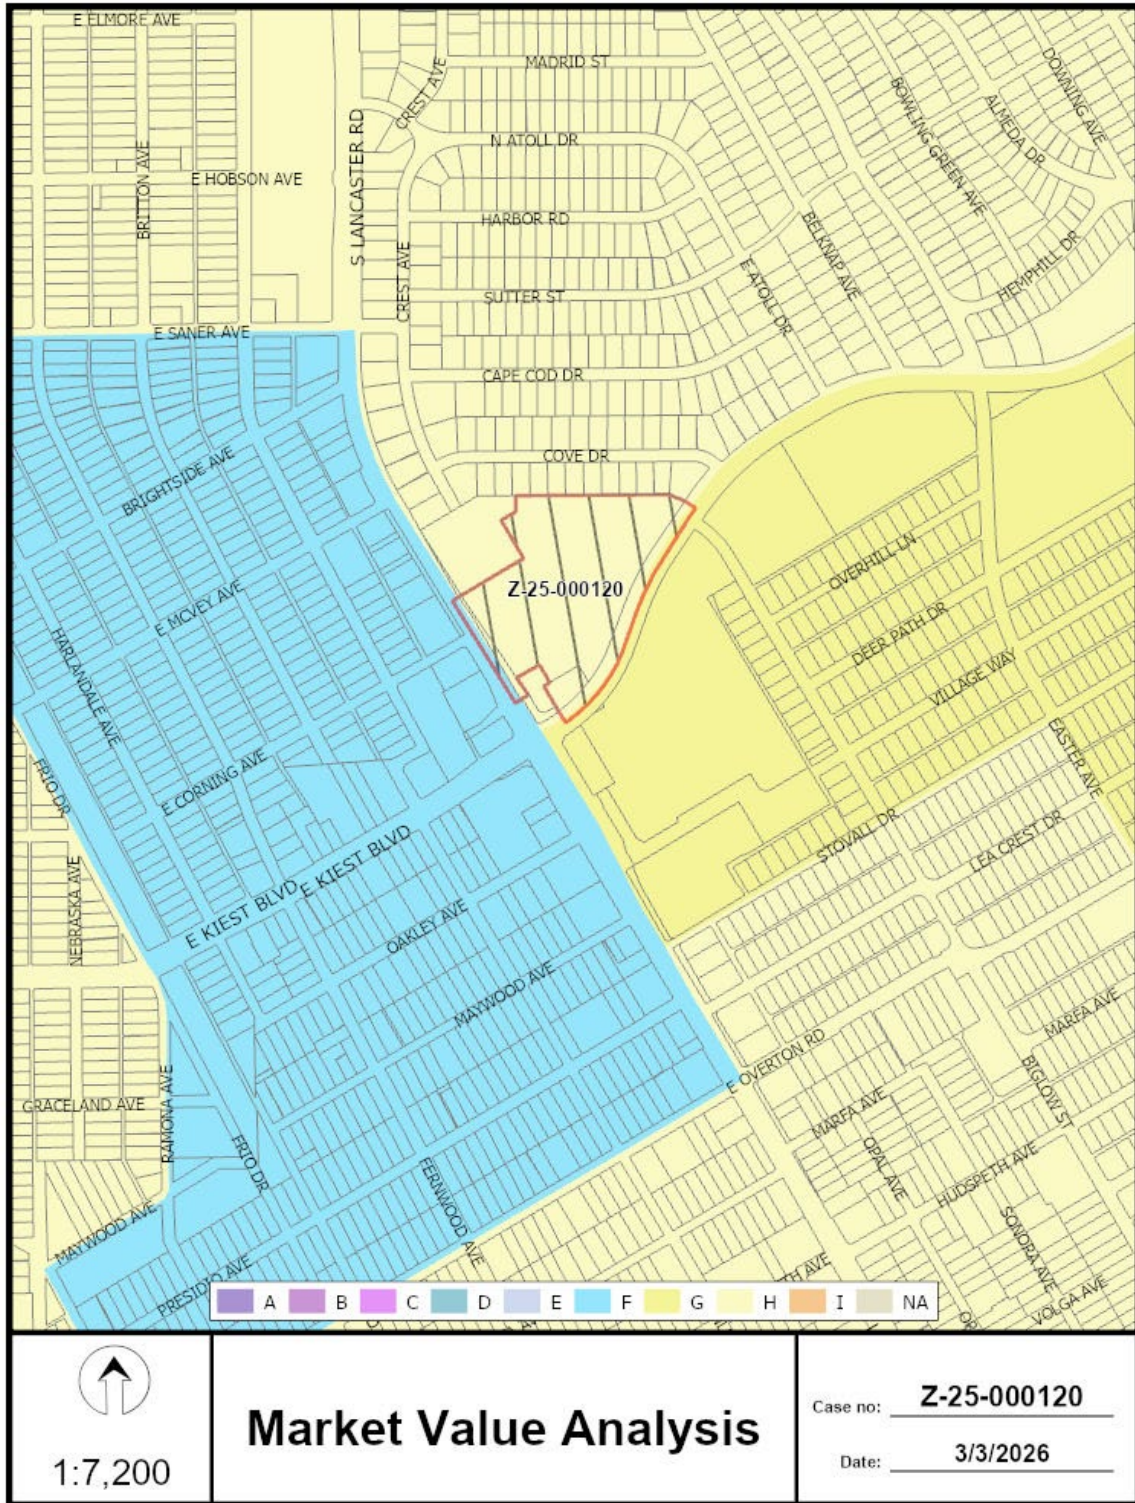 E ELMORE AVE
MADRID ST
CREST AVE
DOWNING AVE
BOWLING GREEN AVE
ALMEDA DR
N ATOLL DR
S LANCASTER RD
BRITTON AVE
E HOBSON AVE
HARBOR RD
BELKNAP AVE
HEMPHILL DR
CREST AVE
E ATOLL DR
SUTTER ST
E SANER AVE
CAPE COD DR
COVE DR
BRIGHTSIDE AVE
OVERHILL LN
Z-25-000120
E MCVEY AVE
DEER PATH DR
HARLANDALE AVE
VILLAGE WAY
EASTER AVE
E CORNING AVE
FRIO DR
STOVALL DR
LEA CREST DR
E KIEST BLVD
E KIEST BLVD
NEBRASKA AVE
OAKLEY AVE
MAYWOOD AVE
MARFA AVE
E OVERTON RD
BIGLOW ST
GRACELAND AVE
RAMONA AVE
MARFA AVE
FRIO DR
OPAL AVE
HUDSPETH AVE
FERNWOOD AVE
SONORA AVE
MAYWOOD AVE
PRESIDIO AVE
TH AVE
VOLGA AVE
A B C D E F G H I NA
1:7,200
Market Value Analysis
Case no: Z-25-000120
Date: 3/3/2026